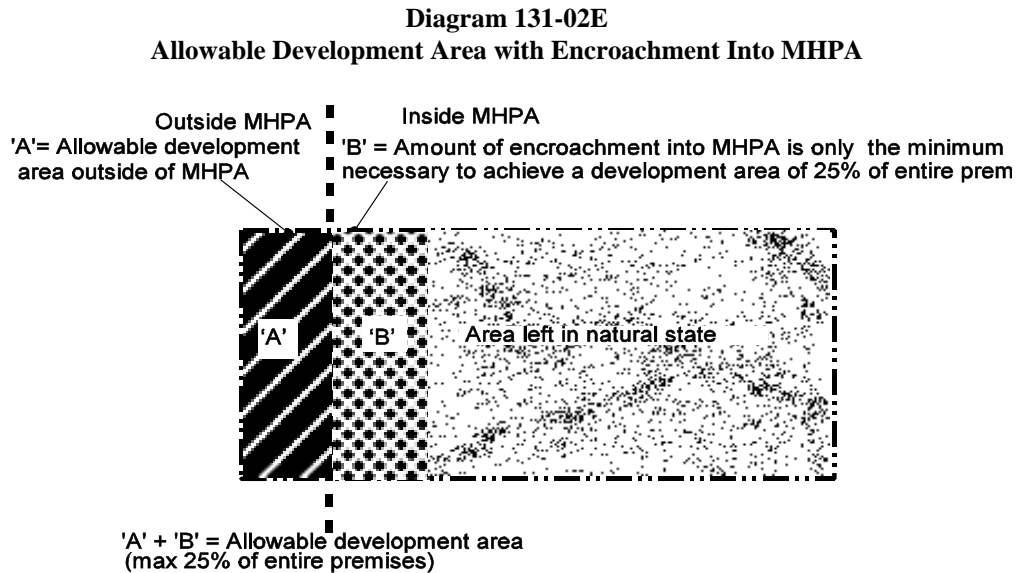 Diagram 131-02E
Allowable Development Area with Encroachment Into MHPA
Outside MHPA
'A'= Allowable development
area outside of MHPA
Inside MHPA
'B' = Amount of encroachment into MHPA is only the minimum
necessary to achieve a development area of 25% of entire prem
'A'
'B'
Area left in natural state
'A' + 'B' = Allowable development area
(max 25% of entire premises)